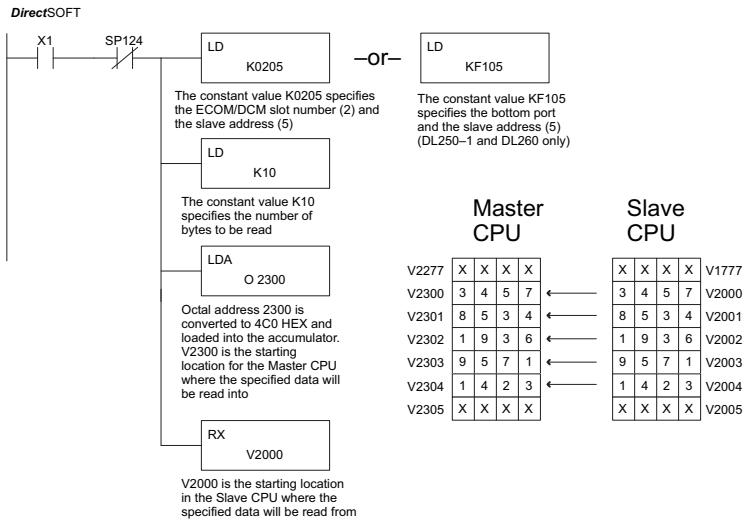 DirectSOFT
X1
SP124
LD
K0205
–or–
LD
KF105
The constant value K0205 specifies
the ECOM/DCM slot number (2) and
the slave address (5)
The constant value KF105
specifies the bottom port
and the slave address (5)
(DL250–1 and DL260 only)
LD
K10
The constant value K10
specifies the number of
bytes to be read
LDA
O 2300
Octal address 2300 is
converted to 4C0 HEX and
loaded into the accumulator.
V2300 is the starting
location for the Master CPU
where the specified data will
be read into
RX
V2000
V2000 is the starting location
in the Slave CPU where the
specified data will be read from
Master
CPU
Slave
CPU
V2277 X X X X X X X X V1777
V2300 3 4 5 7 3 4 5 7 V2000
V2301 8 5 3 4 8 5 3 4 V2001
V2302 1 9 3 6 1 9 3 6 V2002
V2303 9 5 7 1 9 5 7 1 V2003
V2304 1 4 2 3 1 4 2 3 V2004
V2305 X X X X X X X X V2005